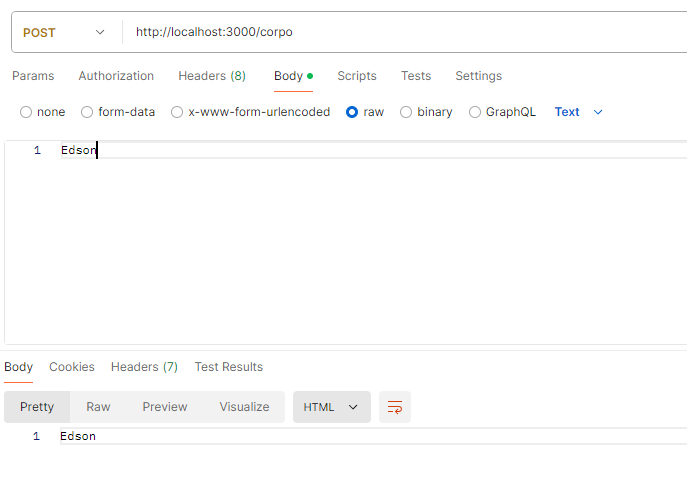 POST http://localhost:3000/corpo
Params Authorization Headers (8) Body Scripts Tests Settings
none form-data x-www-form-urlencoded raw binary GraphQL Text
1 Edson
Body Cookies Headers (7) Test Results
Pretty Raw Preview Visualize HTML
1 Edson